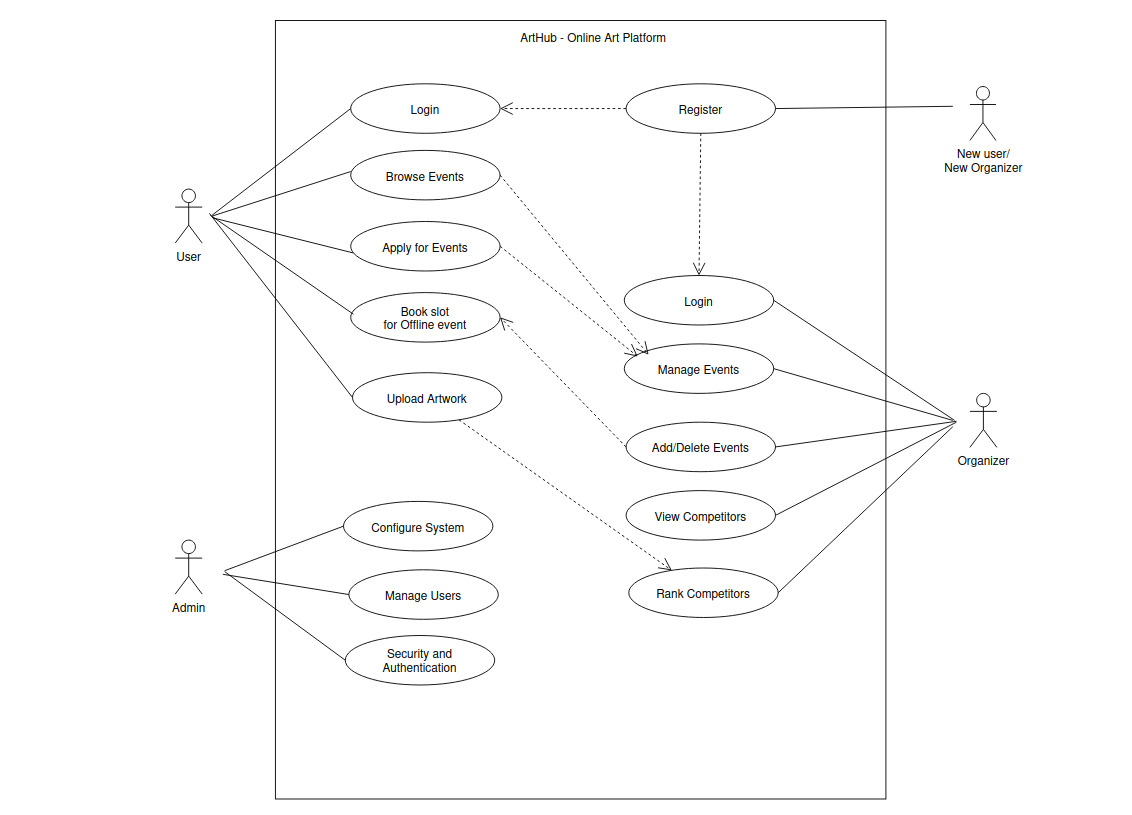 ArtHub - Online Art Platform
Login
Register
New user/
New Organizer
Browse Events
User
Apply for Events
Book slot
for Offline event
Login
Manage Events
Upload Artwork
Add/Delete Events
Organizer
View Competitors
Configure System
Admin
Manage Users
Rank Competitors
Security and
Authentication